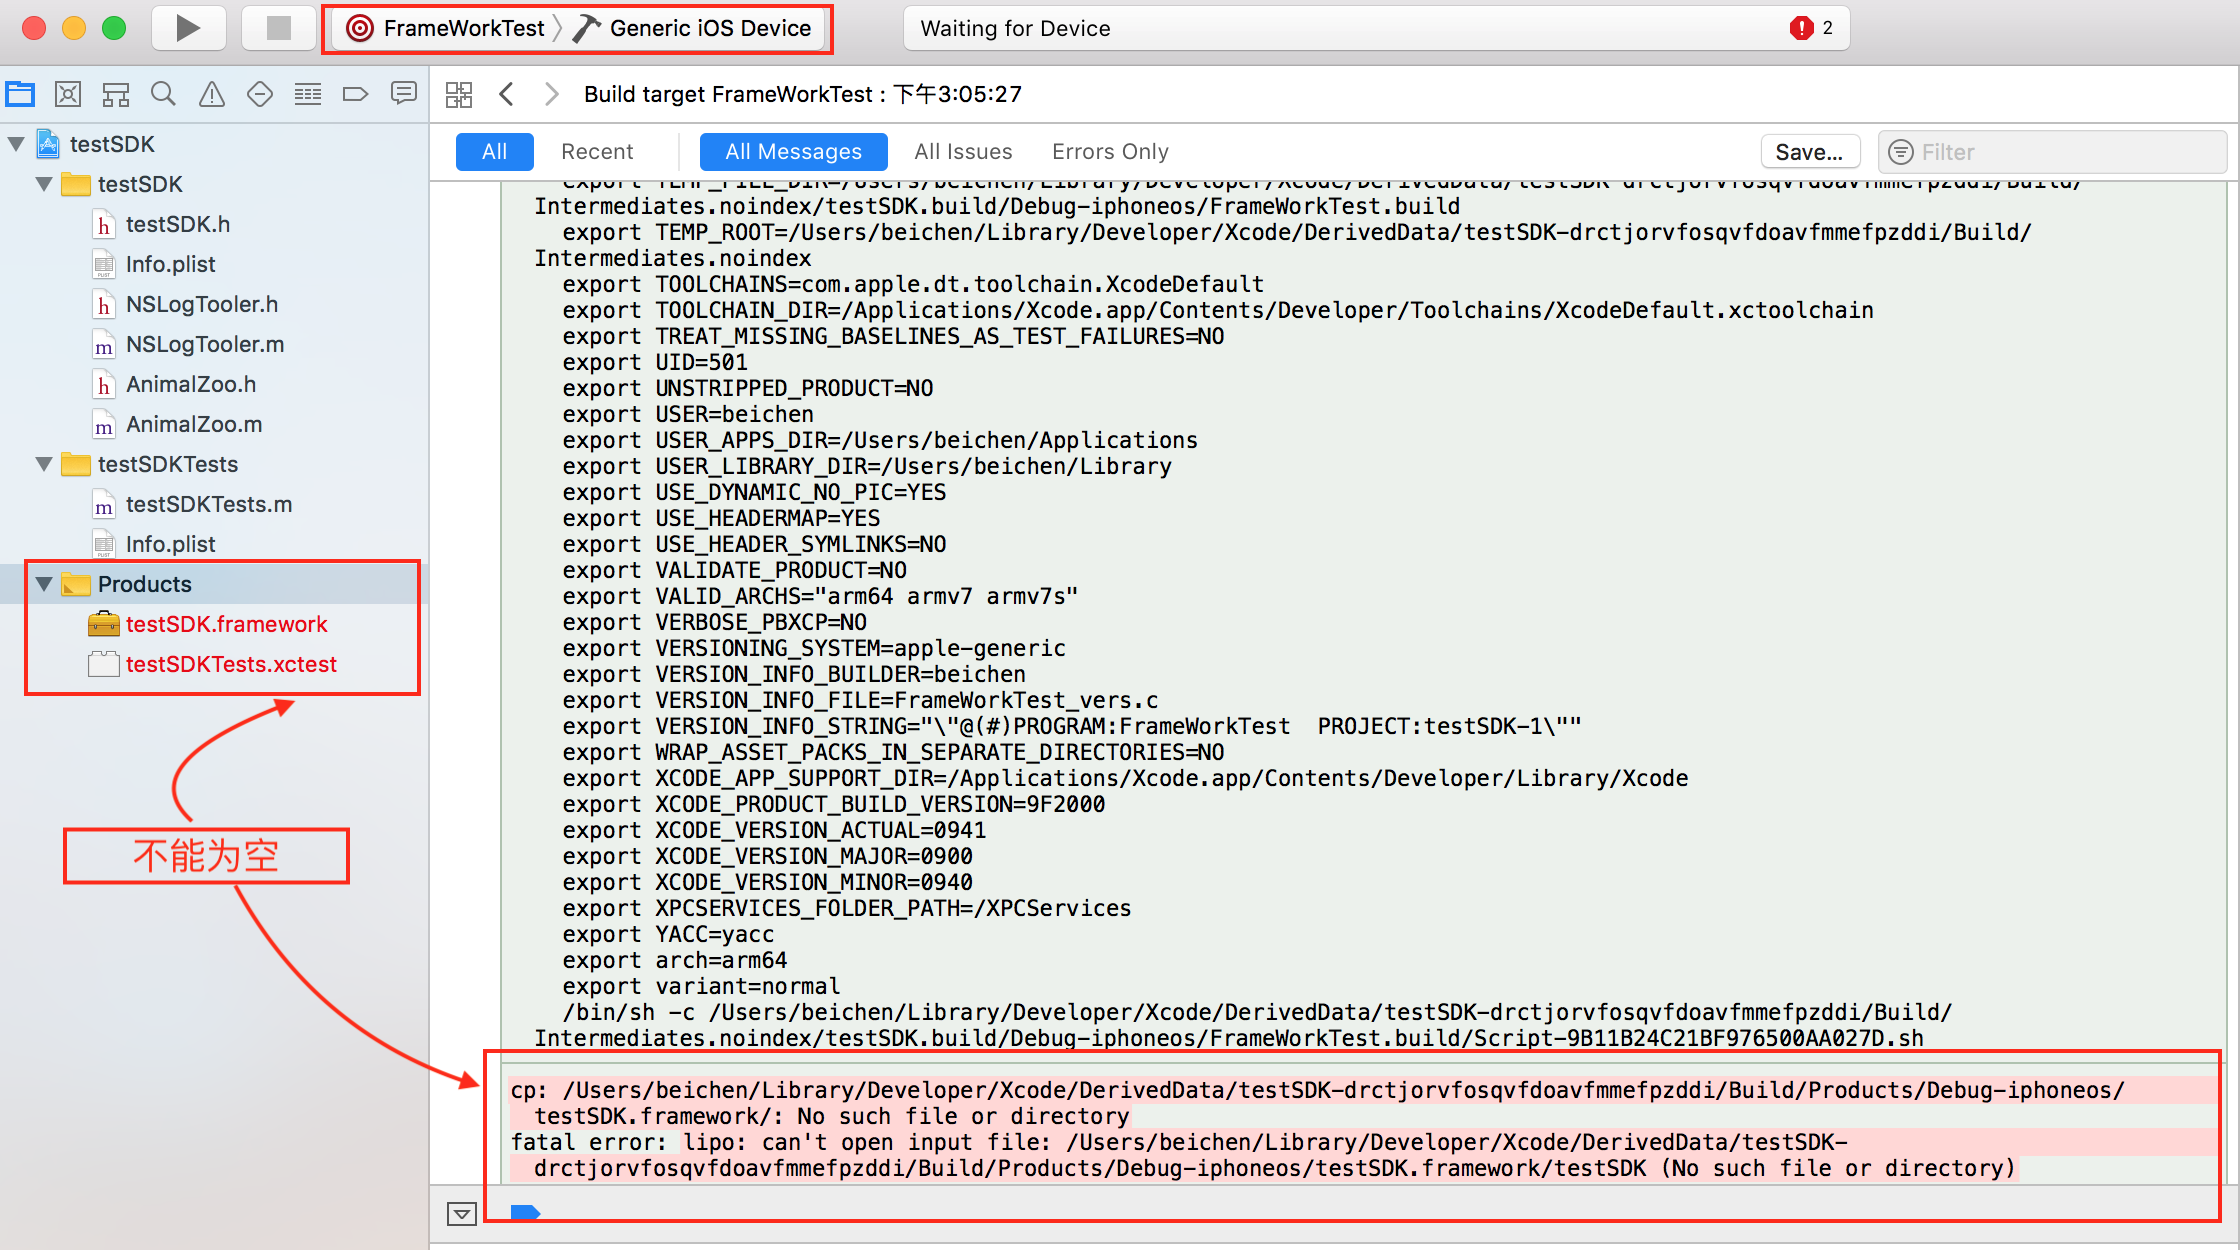 FrameWorkTest Generic iOS Device
Waiting for Device
2
Build target FrameWorkTest : 下午3:05:27
All Recent All Messages All Issues Errors Only
Save...
Filter
testSDK
testSDK
testSDK.h
Info.plist
NSLogTooler.h
NSLogTooler.m
AnimalZoo.h
AnimalZoo.m
testSDKTests
testSDKTests.m
Info.plist
Products
testSDK.framework
testSDKTests.xctest
不能为空
export TEMP_FILE_DIR=/Users/beichen/Library/Developer/Xcode/DerivedData/testSDK-drctjorvfosqvfdoavfmmefpzddi/Build/
Intermediates.noindex/testSDK.build/Debug-iphoneos/FrameWorkTest.build
export TEMP_ROOT=/Users/beichen/Library/Developer/Xcode/DerivedData/testSDK-drctjorvfosqvfdoavfmmefpzddi/Build/
Intermediates.noindex
export TOOLCHAINS=com.apple.dt.toolchain.XcodeDefault
export TOOLCHAIN_DIR=/Applications/Xcode.app/Contents/Developer/Toolchains/XcodeDefault.xctoolchain
export TREAT_MISSING_BASELINES_AS_TEST_FAILURES=NO
export UID=501
export UNSTRIPPED_PRODUCT=NO
export USER=beichen
export USER_APPS_DIR=/Users/beichen/Applications
export USER_LIBRARY_DIR=/Users/beichen/Library
export USE_DYNAMIC_NO_PIC=YES
export USE_HEADERMAP=YES
export USE_HEADER_SYMLINKS=NO
export VALIDATE_PRODUCT=NO
export VALID_ARCHS="arm64 armv7 armv7s"
export VERBOSE_PBXCP=NO
export VERSIONING_SYSTEM=apple-generic
export VERSION_INFO_BUILDER=beichen
export VERSION_INFO_FILE=FrameWorkTest_vers.c
export VERSION_INFO_STRING="\"@(#)PROGRAM:FrameWorkTest  PROJECT:testSDK-1\""
export WRAP_ASSET_PACKS_IN_SEPARATE_DIRECTORIES=NO
export XCODE_APP_SUPPORT_DIR=/Applications/Xcode.app/Contents/Developer/Library/Xcode
export XCODE_PRODUCT_BUILD_VERSION=9F2000
export XCODE_VERSION_ACTUAL=0941
export XCODE_VERSION_MAJOR=0900
export XCODE_VERSION_MINOR=0940
export XPCSERVICES_FOLDER_PATH=/XPCServices
export YACC=yacc
export arch=arm64
export variant=normal
/bin/sh -c /Users/beichen/Library/Developer/Xcode/DerivedData/testSDK-drctjorvfosqvfdoavfmmefpzddi/Build/
Intermediates.noindex/testSDK.build/Debug-iphoneos/FrameWorkTest.build/Script-9B11B24C21BF976500AA027D.sh
cp: /Users/beichen/Library/Developer/Xcode/DerivedData/testSDK-drctjorvfosqvfdoavfmmefpzddi/Build/Products/Debug-iphoneos/
testSDK.framework/: No such file or directory
fatal error: lipo: can't open input file: /Users/beichen/Library/Developer/Xcode/DerivedData/testSDK-
drctjorvfosqvfdoavfmmefpzddi/Build/Products/Debug-iphoneos/testSDK.framework/testSDK (No such file or directory)